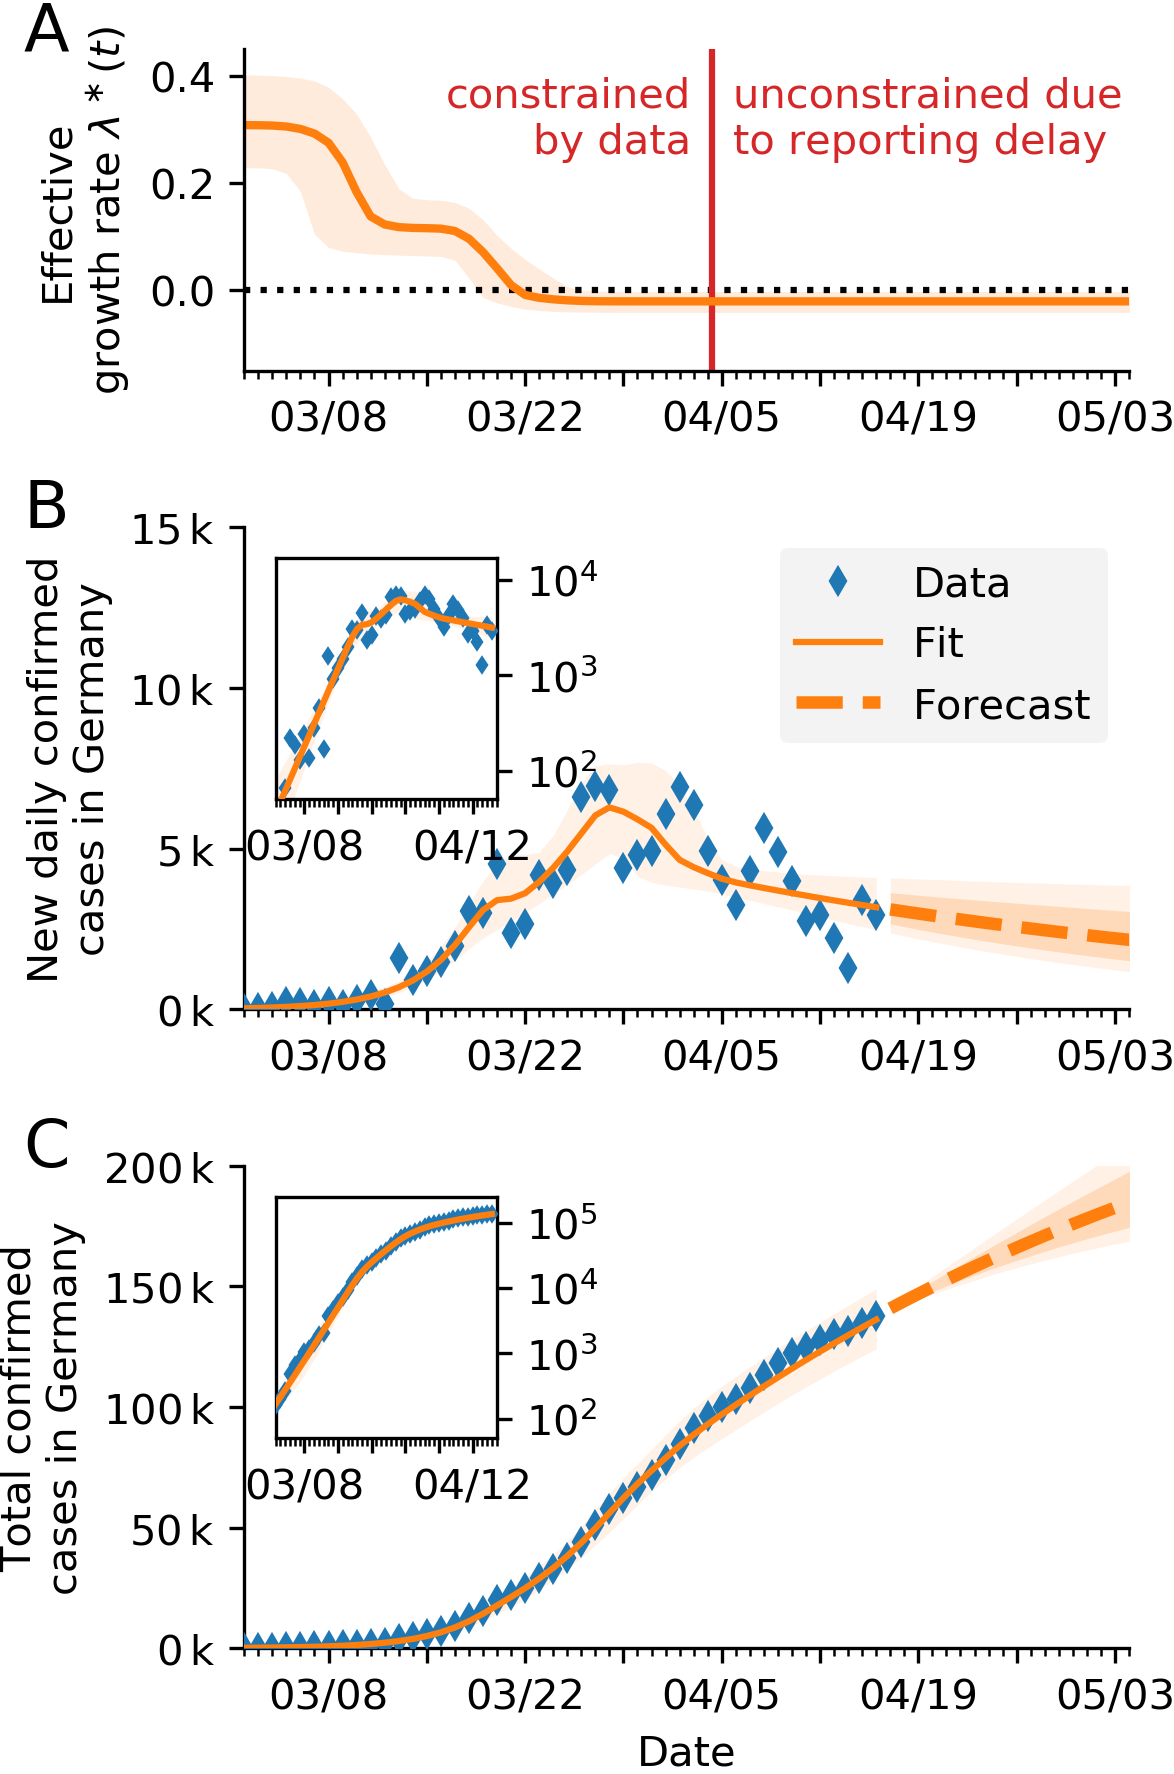 A
Effective
growth rate λ * (t)
0.4
0.2
0.0
constrained
by data
unconstrained due
to reporting delay
03/08
03/22
04/05
04/19
05/03
B
New daily confirmed
cases in Germany
15 k
10 k
5 k
0 k
10⁴
10³
10²
03/08
04/12
Data
Fit
Forecast
03/08
03/22
04/05
04/19
05/03
C
Total confirmed
cases in Germany
200 k
150 k
100 k
50 k
0 k
10⁵
10⁴
10³
10²
03/08
04/12
03/08
03/22
04/05
04/19
05/03
Date